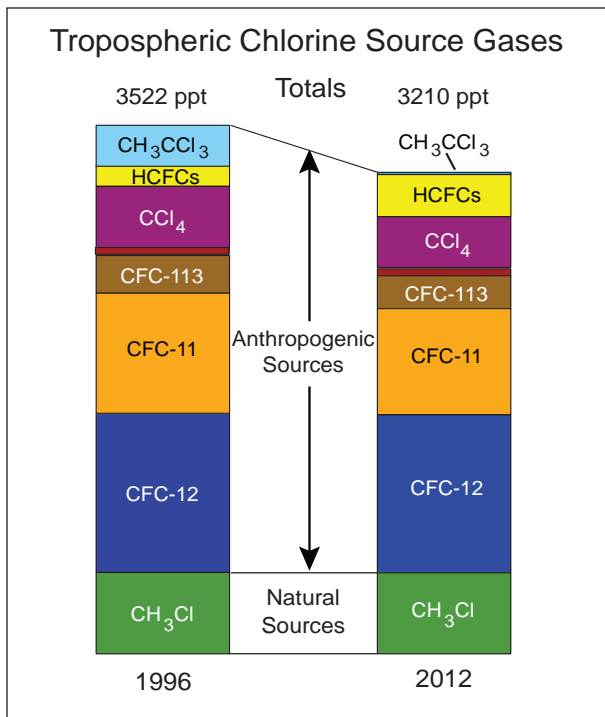 Tropospheric Chlorine Source Gases
3522 ppt
Totals
3210 ppt
CH₃CCl₃
HCFCs
CCl₄
CFC-113
CFC-11
CFC-12
CH₃Cl
1996
Anthropogenic
Sources
Natural
Sources
CH₃CCl₃
HCFCs
CCl₄
CFC-113
CFC-11
CFC-12
CH₃Cl
2012